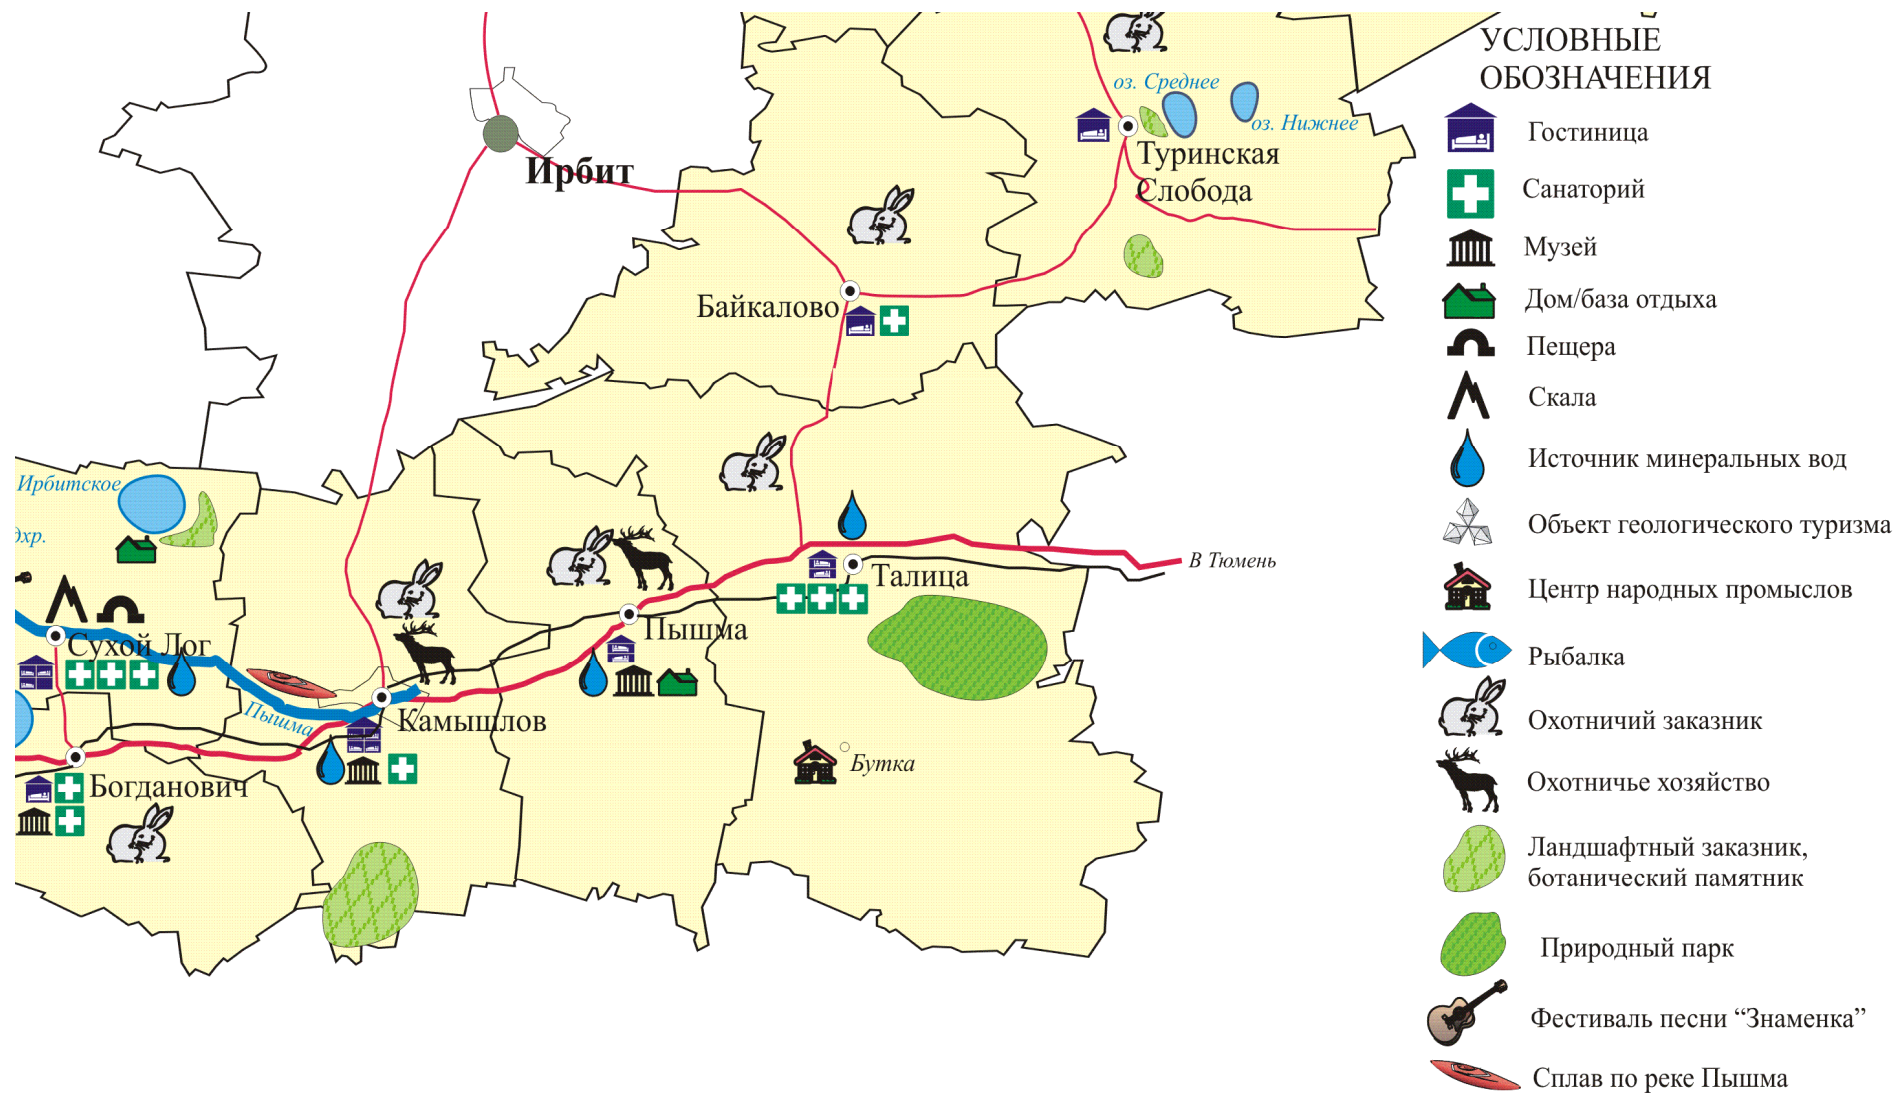 УСЛОВНЫЕ
ОБОЗНАЧЕНИЯ
Гостиница
Санаторий
Музей
Дом/база отдыха
Пещера
Скала
Источник минеральных вод
Объект геологического туризма
Центр народных промыслов
Рыбалка
Охотничий заказник
Охотничье хозяйство
Ландшафтный заказник,
ботанический памятник
Природный парк
Фестиваль песни “Знаменка”
Сплав по реке Пышма
оз. Среднее
оз. Нижнее
Туринская
Слобода
Ирбит
Байкалово
Ирбитское
вдхр.
В Тюмень
Талица
Пышма
Сухой Лог
Пышма
Камышлов
Богданович
Бутка